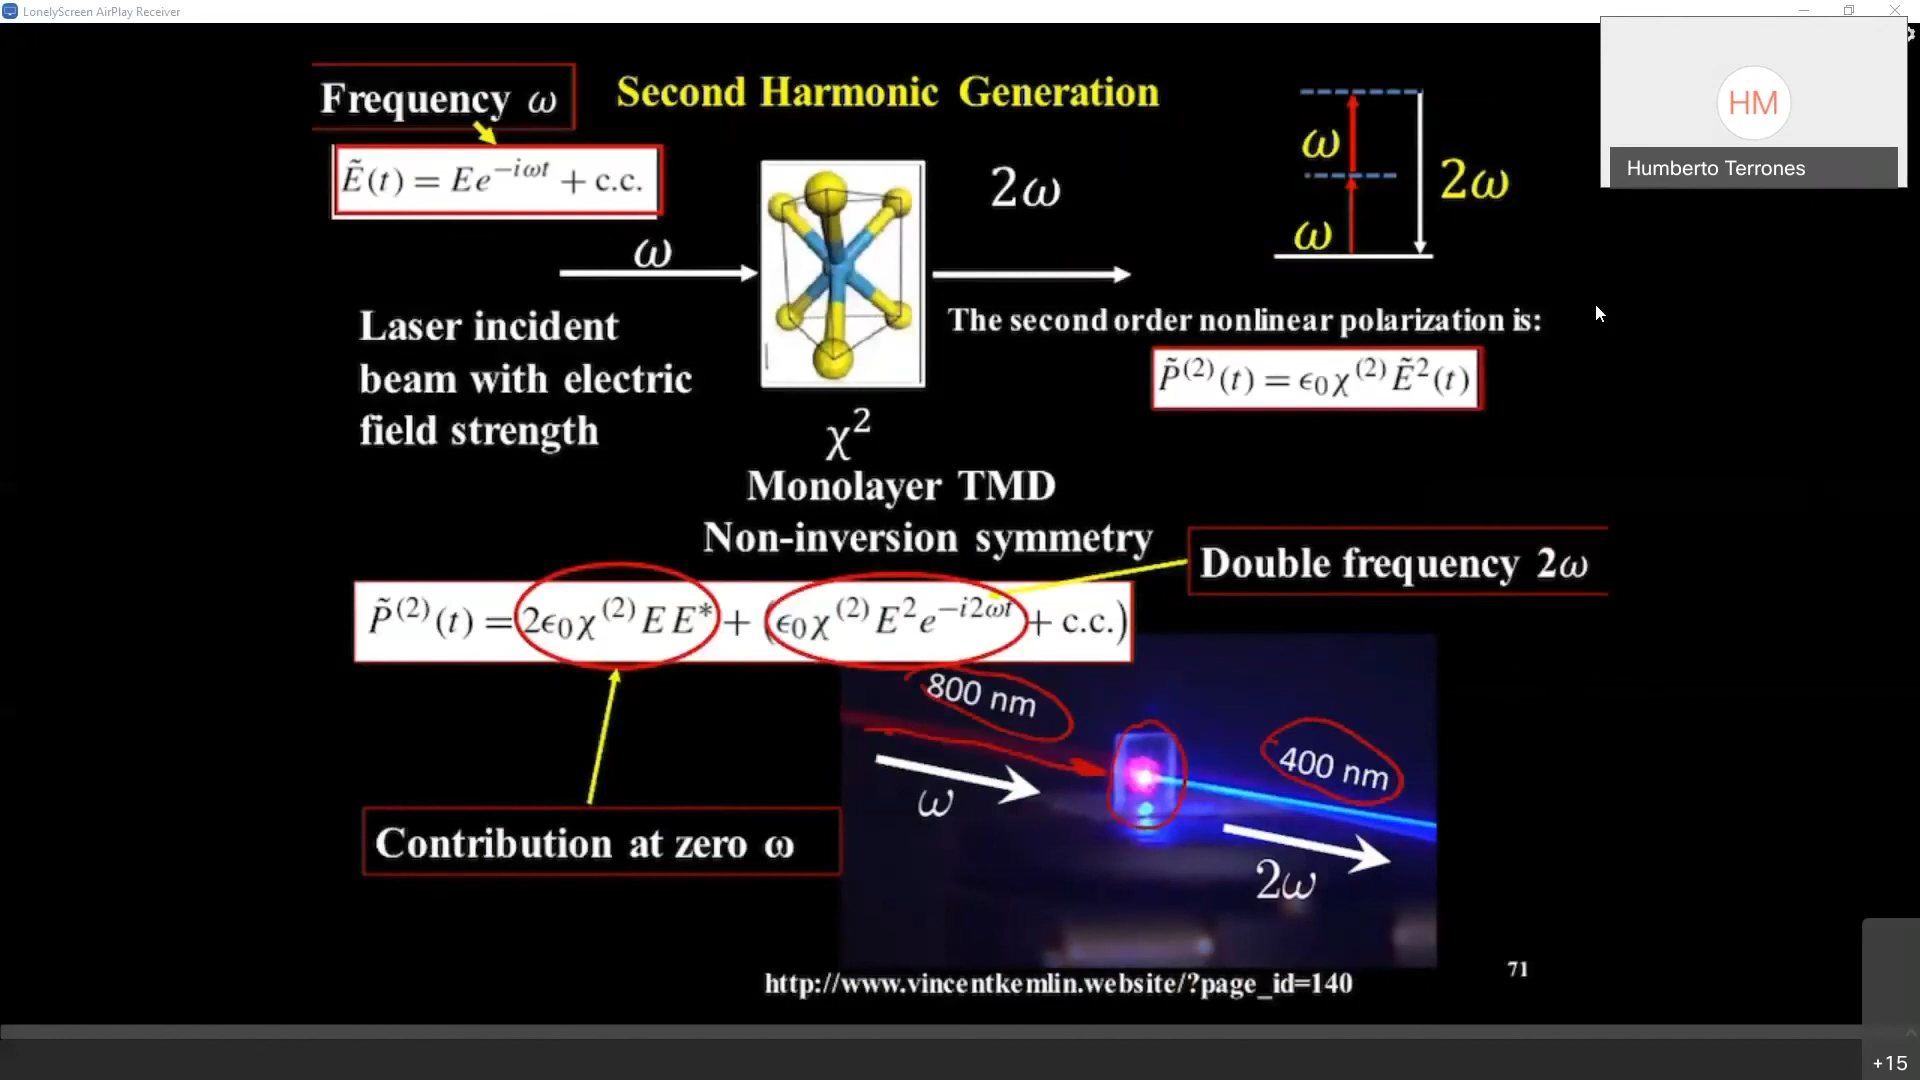 LonelyScreen AirPlay Receiver
HM
Humberto Terrones
Frequency ω
Second Harmonic Generation
Ẽ(t) = Ee^{−iωt} + c.c.
ω
2ω
ω
ω
2ω
Laser incident
beam with electric
field strength
The second order nonlinear polarization is:
P̃^{(2)}(t) = ϵ₀χ^{(2)}Ẽ²(t)
χ²
Monolayer TMD
Non-inversion symmetry
Double frequency 2ω
P̃^{(2)}(t) = 2ϵ₀χ^{(2)}EE* + (ϵ₀χ^{(2)}E²e^{−i2ωt} + c.c.)
800 nm
400 nm
ω
2ω
Contribution at zero ω
http://www.vincentkemlin.website/?page_id=140
71
+15